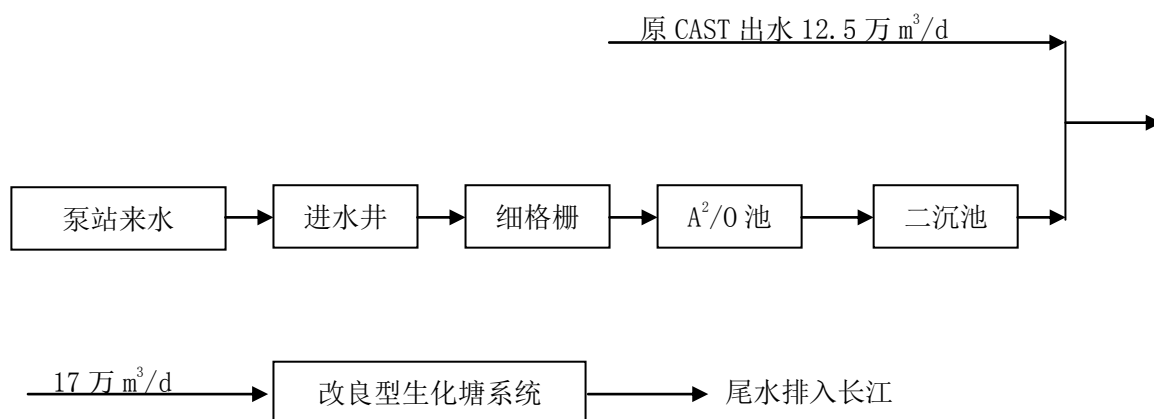 原 CAST 出水 12.5 万 m³/d
泵站来水
进水井
细格栅
A²/O 池
二沉池
17 万 m³/d
改良型生化塘系统
尾水排入长江